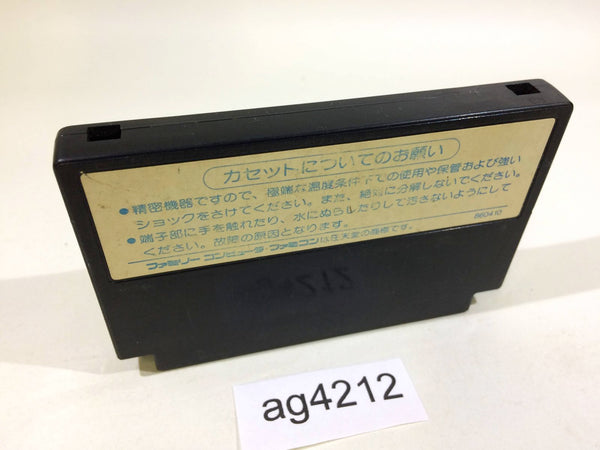 カセットについてのお願い
●精密機器ですので、極端な温度条件下での使用や保管および強い
ショックをさけてください。また、絶対に分解しないでください。
●端子部に手を触れたり、水にぬらしたりして汚さないようにして
ください。故障の原因となります。
860410
ファミリーコンピュータ・ファミコンは任天堂の商標です。
ag4212